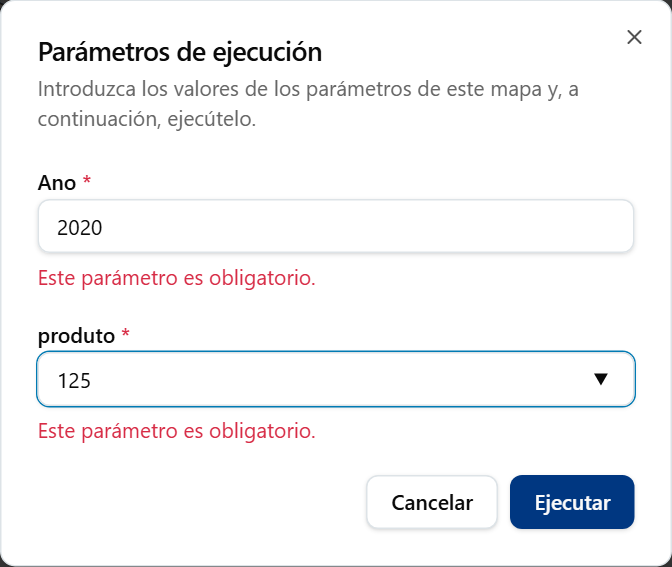 Parámetros de ejecución
Introduzca los valores de los parámetros de este mapa y, a
continuación, ejecútelo.
Ano *
2020
Este parámetro es obligatorio.
produto *
125
Este parámetro es obligatorio.
Cancelar
Ejecutar